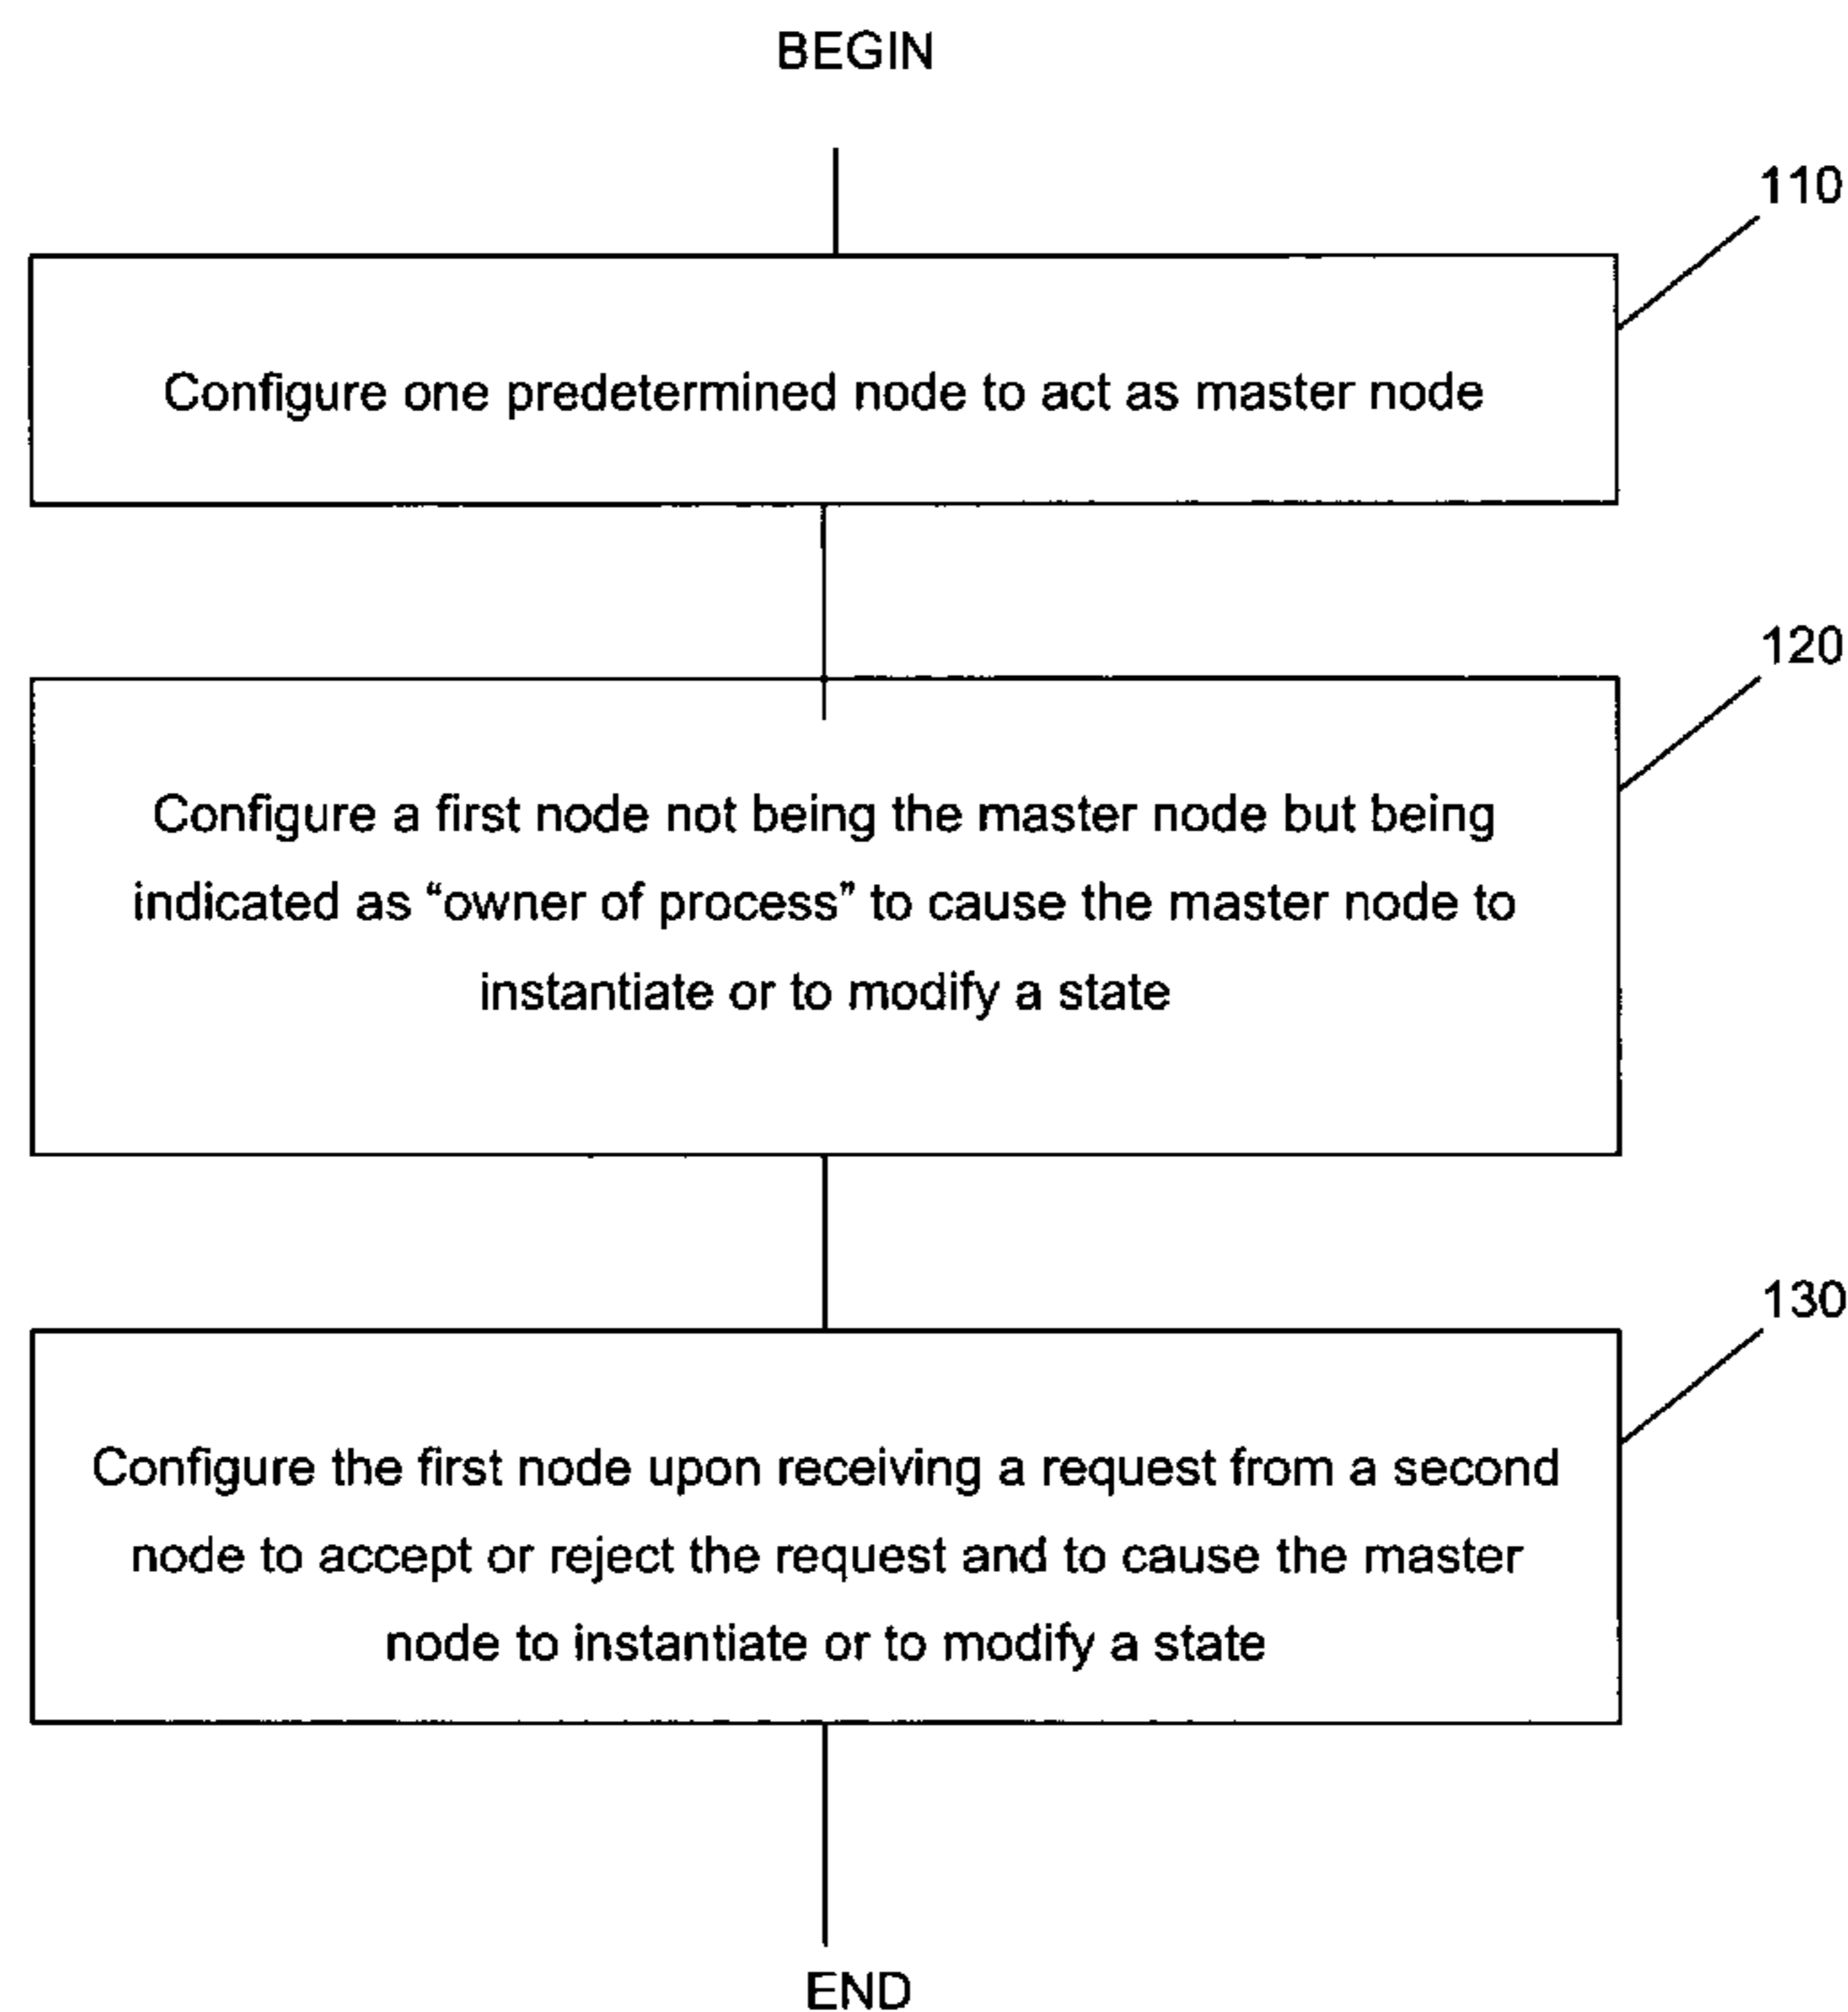 BEGIN
110
Configure one predetermined node to act as master node
120
Configure a first node not being the master node but being
indicated as “owner of process” to cause the master node to
instantiate or to modify a state
130
Configure the first node upon receiving a request from a second
node to accept or reject the request and to cause the master
node to instantiate or to modify a state
END